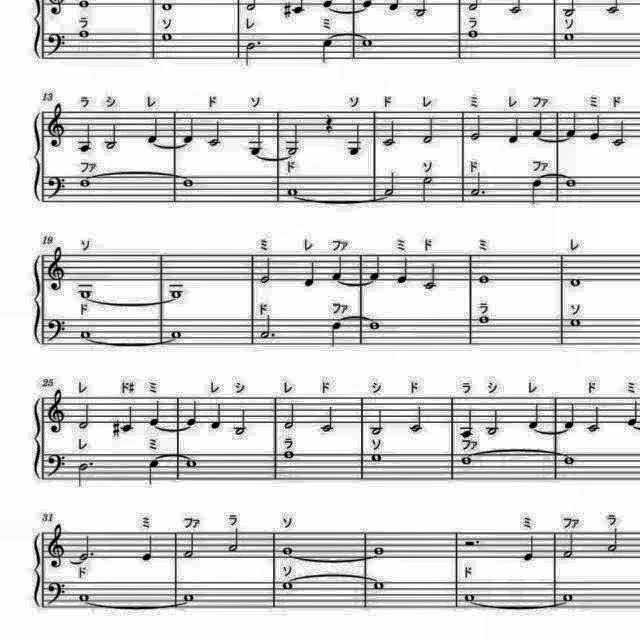 ラ ソ レ ミ ラ ソ
13
ラ シ レ ド ソ ソ ド レ ミ レ ファ ミ ド
ファ ド ソ ド ファ
19
ソ ミ レ ファ ミ ド ミ レ
ド ド ファ ラ ソ
25
レ ド# ミ レ シ レ ド シ ド ラ シ レ ド ミ
レ ミ ラ ソ ファ
31
ミ ファ ラ ソ ミ ファ ラ
ド ソ ド